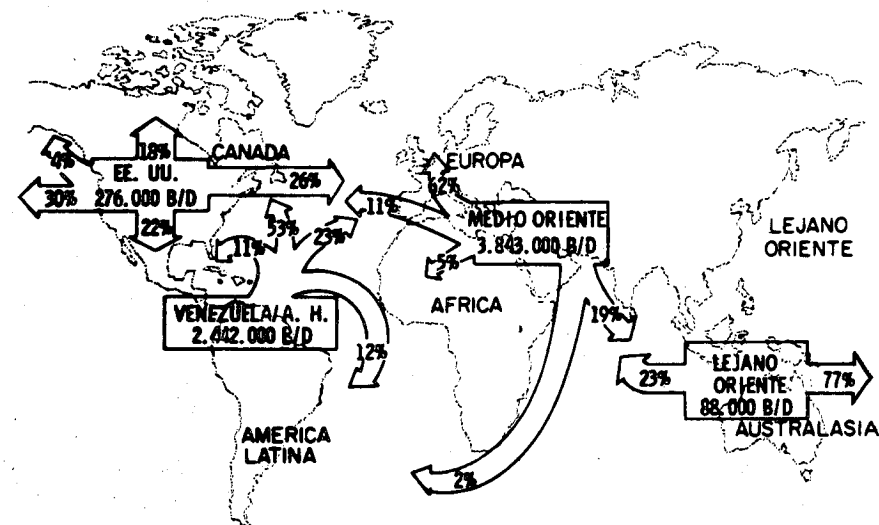 18%
CANADA
4%
EE. UU.
276.000 B/D
26%
30%
22%
EUROPA
62%
11%
MEDIO ORIENTE
3.843.000 B/D
5%
53%
23%
11%
LEJANO
ORIENTE
AFRICA
VENEZUELA/A. H.
2.442.000 B/D
12%
19%
LEJANO
ORIENTE
88.000 B/D
23%
77%
AUSTRALASIA
AMERICA
LATINA
2%